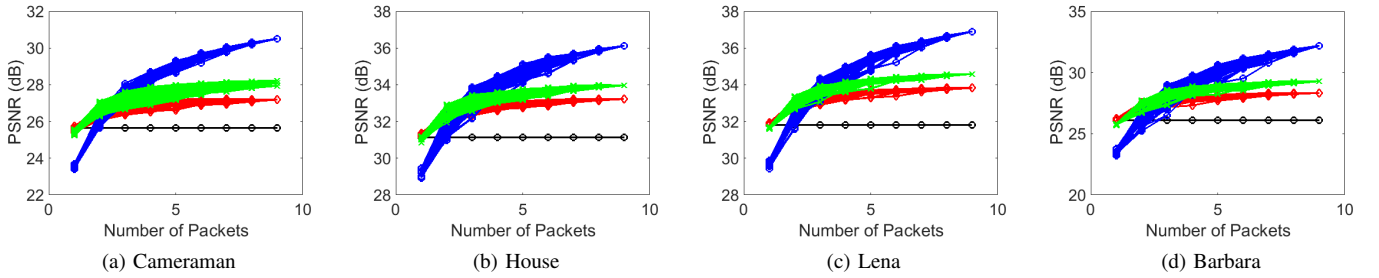 32
30
28
26
24
22
PSNR (dB)
0
5
10
Number of Packets
(a) Cameraman
38
36
34
32
30
28
PSNR (dB)
0
5
10
Number of Packets
(b) House
38
36
34
32
30
28
PSNR (dB)
0
5
10
Number of Packets
(c) Lena
35
30
25
20
PSNR (dB)
0
5
10
Number of Packets
(d) Barbara